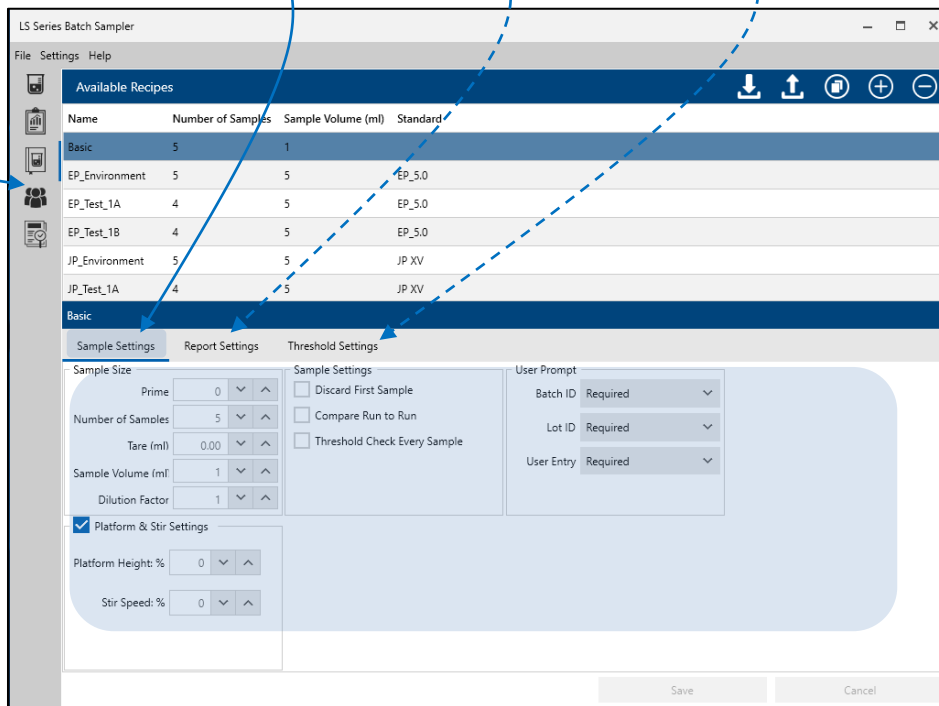 LS Series Batch Sampler
File Settings Help
Available Recipes
Name Number of Samples Sample Volume (ml) Standard
Basic 5 1
EP_Environment 5 5 EP_5.0
EP_Test_1A 4 5 EP_5.0
EP_Test_1B 4 5 EP_5.0
JP_Environment 5 5 JP XV
JP_Test_1A 4 5 JP XV
Basic
Sample Settings Report Settings Threshold Settings
Sample Size Sample Settings User Prompt
Prime 0 Discard First Sample Batch ID Required
Number of Samples 5 Compare Run to Run Lot ID Required
Tare (ml) 0.00 Threshold Check Every Sample
Sample Volume (ml) 1 User Entry Required
Dilution Factor 1
Platform & Stir Settings
Platform Height: % 0
Stir Speed: % 0
Save Cancel